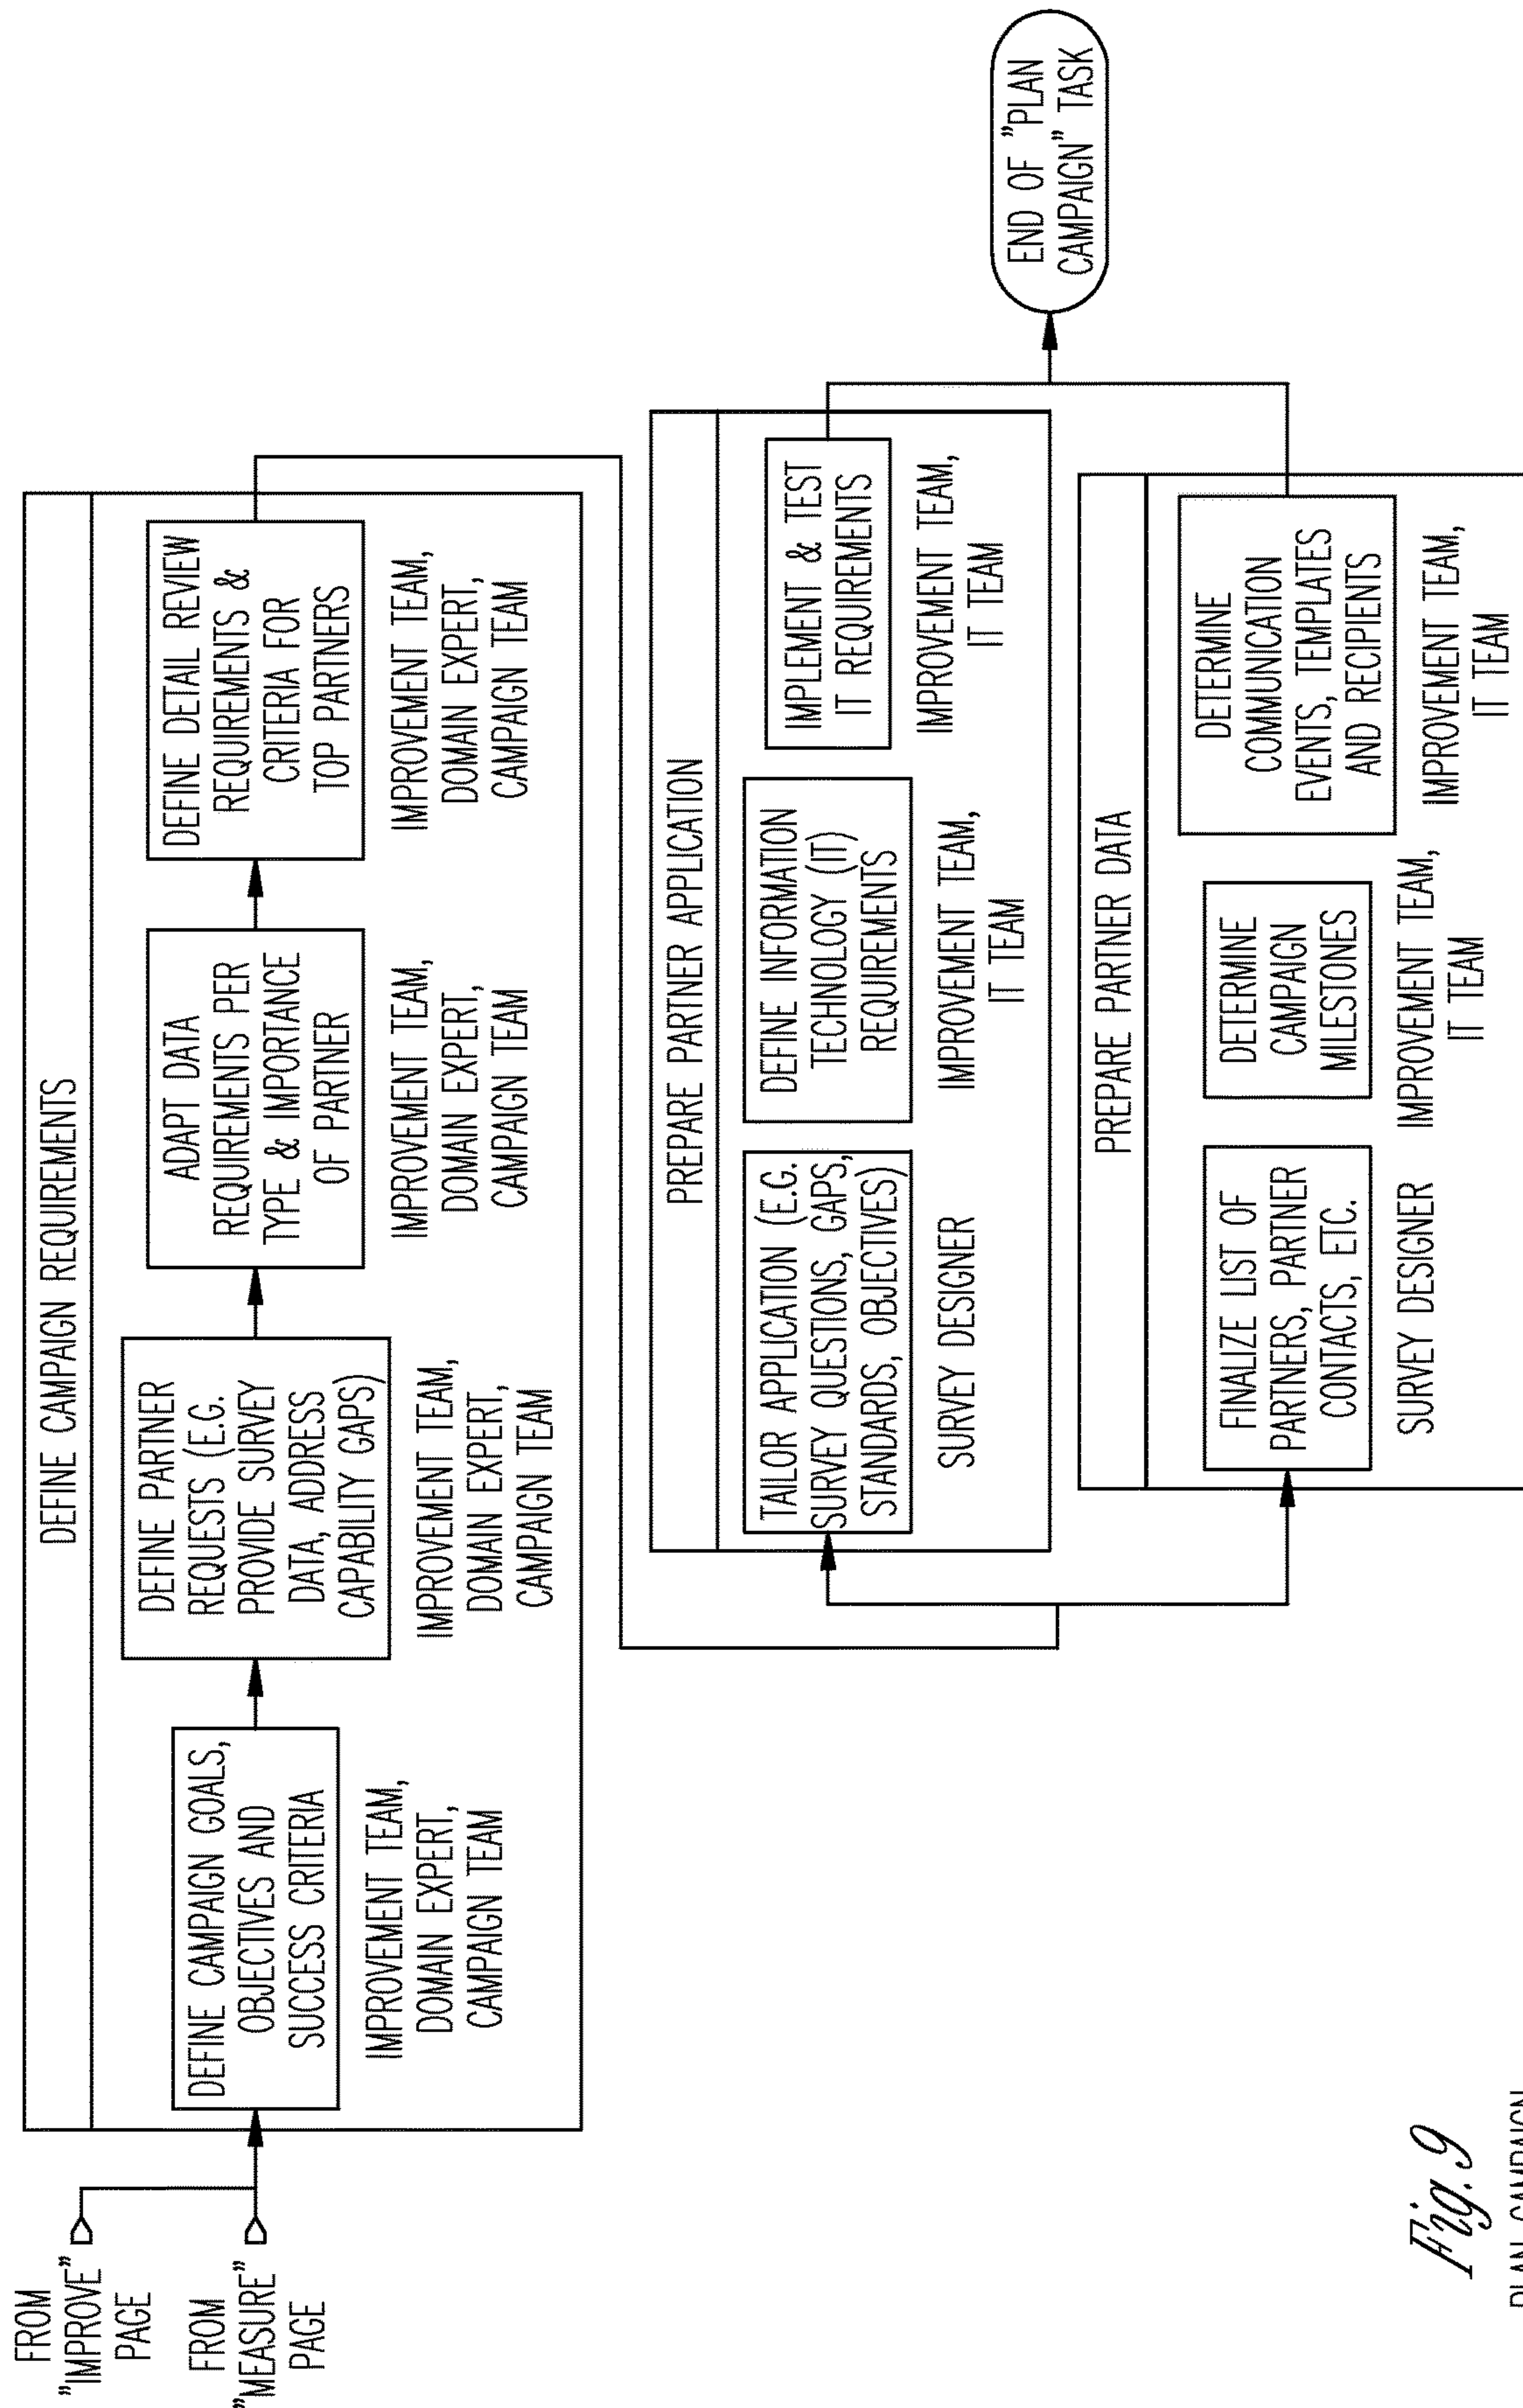 FROM
"IMPROVE"
PAGE
FROM
"MEASURE"
PAGE
DEFINE CAMPAIGN REQUIREMENTS
DEFINE CAMPAIGN GOALS,
OBJECTIVES AND
SUCCESS CRITERIA
IMPROVEMENT TEAM,
DOMAIN EXPERT,
CAMPAIGN TEAM
DEFINE PARTNER
REQUESTS (E.G.
PROVIDE SURVEY
DATA, ADDRESS
CAPABILITY GAPS)
IMPROVEMENT TEAM,
DOMAIN EXPERT,
CAMPAIGN TEAM
ADAPT DATA
REQUIREMENTS PER
TYPE & IMPORTANCE
OF PARTNER
IMPROVEMENT TEAM,
DOMAIN EXPERT,
CAMPAIGN TEAM
DEFINE DETAIL REVIEW
REQUIREMENTS &
CRITERIA FOR
TOP PARTNERS
IMPROVEMENT TEAM,
DOMAIN EXPERT,
CAMPAIGN TEAM
PREPARE PARTNER APPLICATION
TAILOR APPLICATION (E.G.
SURVEY QUESTIONS, GAPS,
STANDARDS, OBJECTIVES)
SURVEY DESIGNER
DEFINE INFORMATION
TECHNOLOGY (IT)
REQUIREMENTS
IMPROVEMENT TEAM,
IT TEAM
IMPLEMENT & TEST
IT REQUIREMENTS
IMPROVEMENT TEAM,
IT TEAM
PREPARE PARTNER DATA
FINALIZE LIST OF
PARTNERS, PARTNER
CONTACTS, ETC.
SURVEY DESIGNER
DETERMINE
CAMPAIGN
MILESTONES
IMPROVEMENT TEAM,
IT TEAM
DETERMINE
COMMUNICATION
EVENTS, TEMPLATES
AND RECIPIENTS
IMPROVEMENT TEAM,
IT TEAM
END OF "PLAN
CAMPAIGN" TASK
Fig. 9
PLAN CAMPAIGN